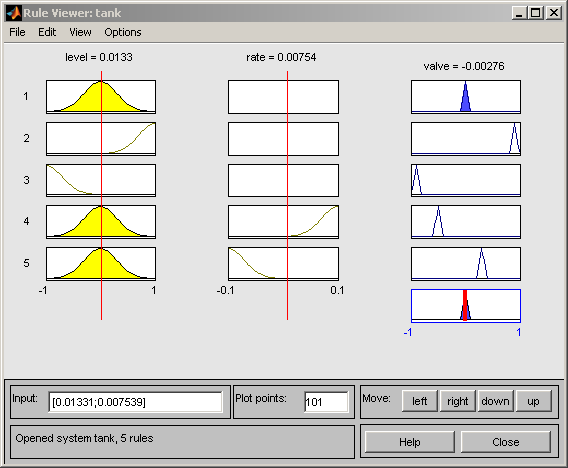 Rule Viewer: tank
File Edit View Options
level = 0.0133 rate = 0.00754 valve = -0.00276
1
2
3
4
5
-1 1 -0.1 0.1
-1 1
Input: [0.01331;0.007539] Plot points: 101 Move: left right down up
Opened system tank, 5 rules Help Close